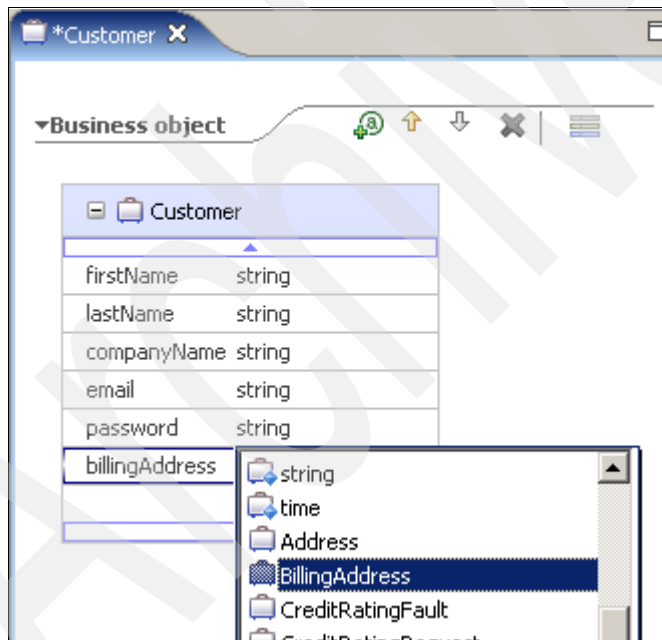 *Customer
Business object
Customer
firstName string
lastName string
companyName string
email string
password string
billingAddress
string
time
Address
BillingAddress
CreditRatingFault
CreditRatingRequest